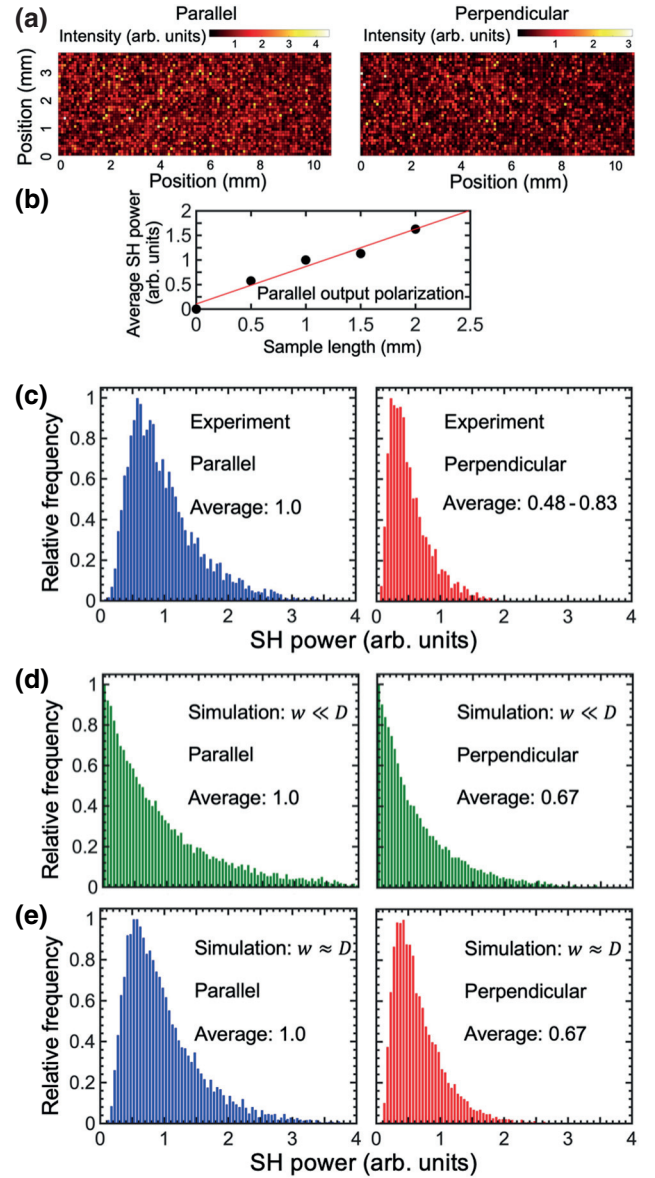 (a)
Parallel
Perpendicular
Intensity (arb. units) 1 2 3 4
Intensity (arb. units) 1 2 3
Position (mm)
3
2
1
0
0 2 4 6 8 10
0 2 4 6 8 10
Position (mm)
Position (mm)
(b)
Average SH power
(arb. units)
2
1.5
1
0.5
0
Parallel output polarization
0 0.5 1 1.5 2 2.5
Sample length (mm)
(c)
Relative frequency
1
0.8
0.6
0.4
0.2
0
Experiment
Parallel
Average: 1.0
Experiment
Perpendicular
Average: 0.48 - 0.83
0 1 2 3 4
0 1 2 3 4
SH power (arb. units)
(d)
Relative frequency
1
0.8
0.6
0.4
0.2
0
Simulation: w ≪ D
Parallel
Average: 1.0
Simulation: w ≪ D
Perpendicular
Average: 0.67
(e)
Relative frequency
1
0.8
0.6
0.4
0.2
0
Simulation: w ≈ D
Parallel
Average: 1.0
Simulation: w ≈ D
Perpendicular
Average: 0.67
0 1 2 3 4
0 1 2 3 4
SH power (arb. units)